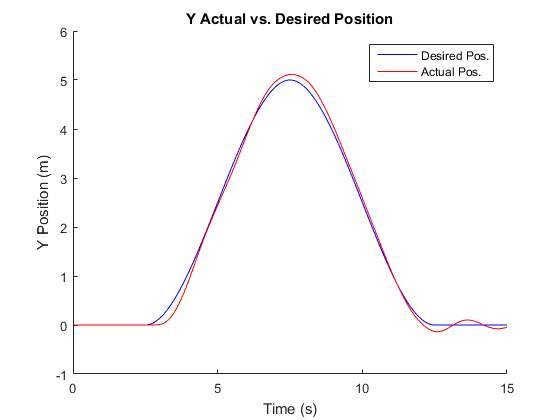 Y Actual vs. Desired Position
Desired Pos.
Actual Pos.
6
5
4
3
2
1
0
-1
Y Position (m)
0
5
10
15
Time (s)